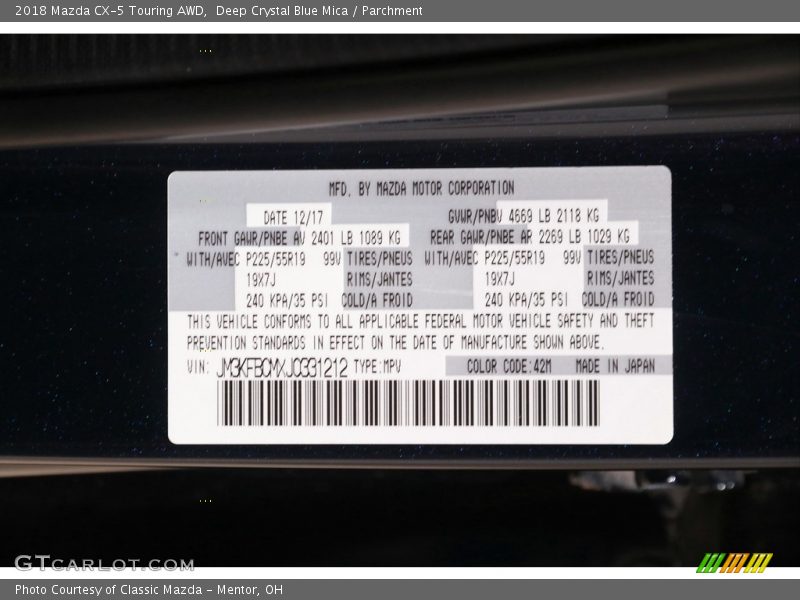 2018 Mazda CX-5 Touring AWD, Deep Crystal Blue Mica / Parchment
MFD. BY MAZDA MOTOR CORPORATION
DATE 12/17 GVWR/PNBV 4669 LB 2118 KG
FRONT GAWR/PNBE AV 2401 LB 1089 KG REAR GAWR/PNBE AR 2269 LB 1029 KG
WITH/AVEC P225/55R19 99V TIRES/PNEUS WITH/AVEC P225/55R19 99V TIRES/PNEUS
19X7J RIMS/JANTES 19X7J RIMS/JANTES
240 KPA/35 PSI COLD/A FROID 240 KPA/35 PSI COLD/A FROID
THIS VEHICLE CONFORMS TO ALL APPLICABLE FEDERAL MOTOR VEHICLE SAFETY AND THEFT
PREVENTION STANDARDS IN EFFECT ON THE DATE OF MANUFACTURE SHOWN ABOVE.
VIN: JM3KFBCMXJ0331212 TYPE:MPV COLOR CODE:42M MADE IN JAPAN
GTCARLOT.COM
Photo Courtesy of Classic Mazda - Mentor, OH